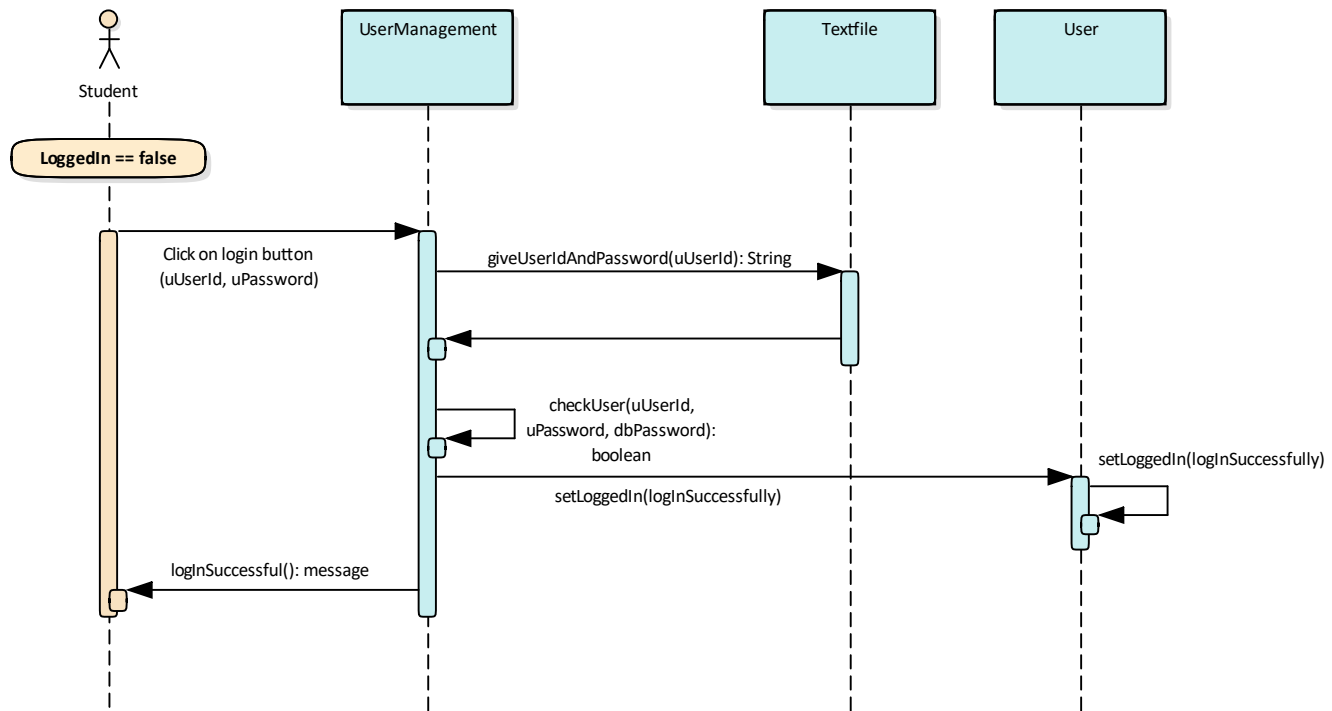 UserManagement
Textfile
User
Student
LoggedIn == false
Click on login button
(uUserId, uPassword)
giveUserIdAndPassword(uUserId): String
checkUser(uUserId,
uPassword, dbPassword):
boolean
setLoggedIn(logInSuccessfully)
setLoggedIn(logInSuccessfully)
logInSuccessful(): message